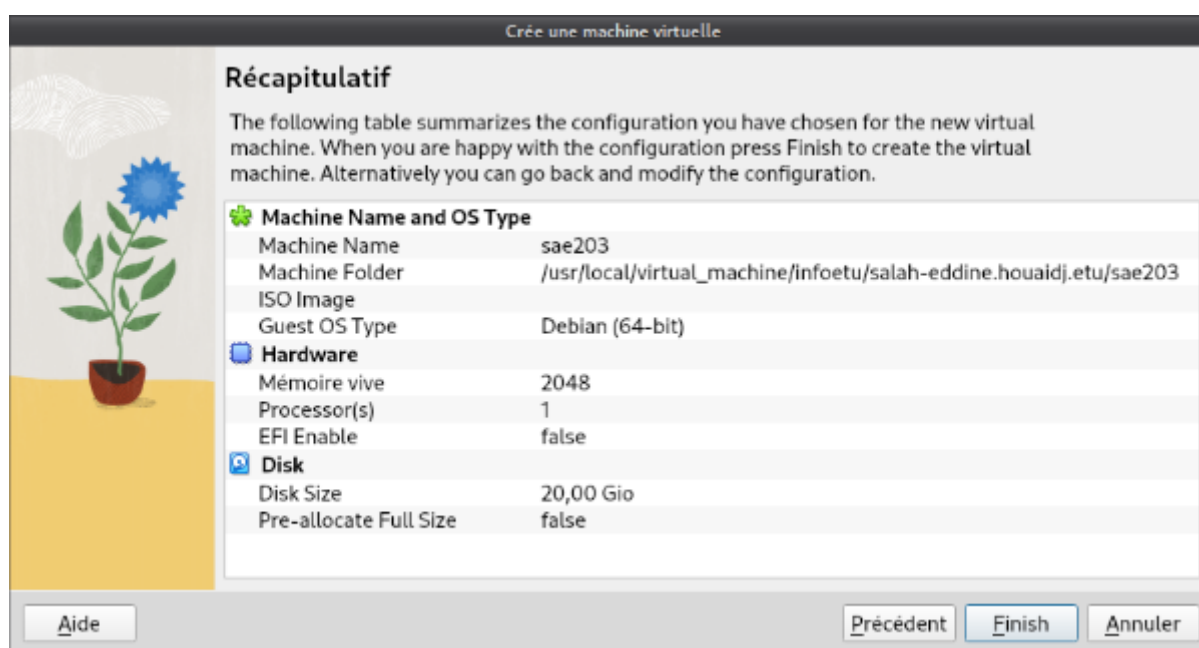 Crée une machine virtuelle
Récapitulatif
The following table summarizes the configuration you have chosen for the new virtual
machine. When you are happy with the configuration press Finish to create the virtual
machine. Alternatively you can go back and modify the configuration.
Machine Name and OS Type
Machine Name sae203
Machine Folder /usr/local/virtual_machine/infoetu/salah-eddine.houaidj.etu/sae203
ISO Image
Guest OS Type Debian (64-bit)
Hardware
Mémoire vive 2048
Processor(s) 1
EFI Enable false
Disk
Disk Size 20,00 Gio
Pre-allocate Full Size false
Aide Précédent Finish Annuler